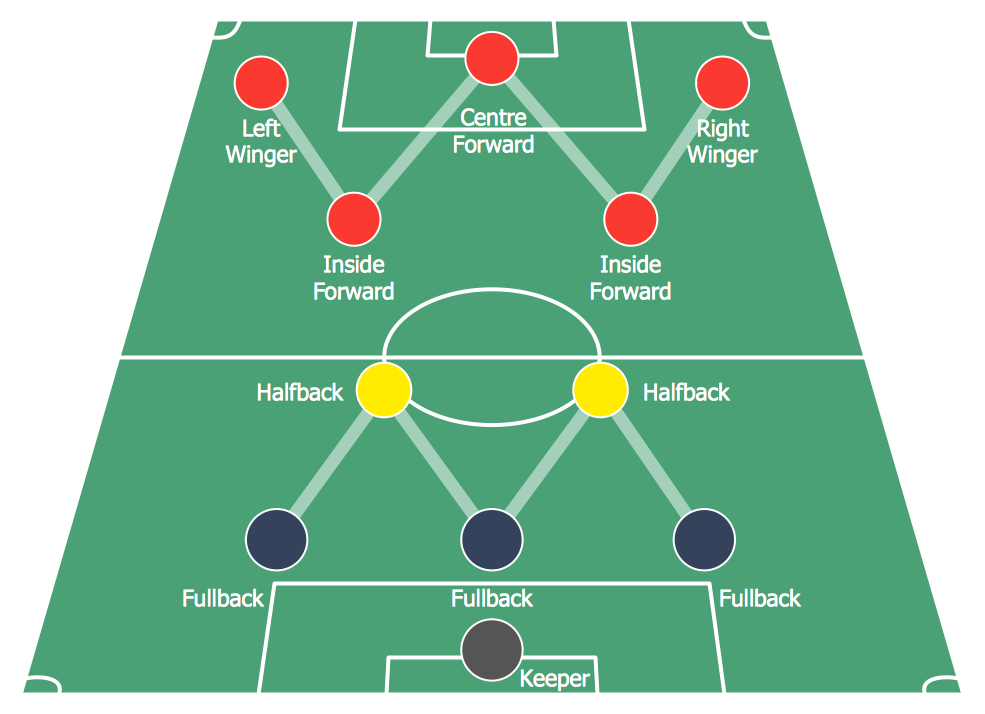 Centre
Forward
Left
Winger
Right
Winger
Inside
Forward
Inside
Forward
Halfback
Halfback
Fullback
Fullback
Fullback
Keeper